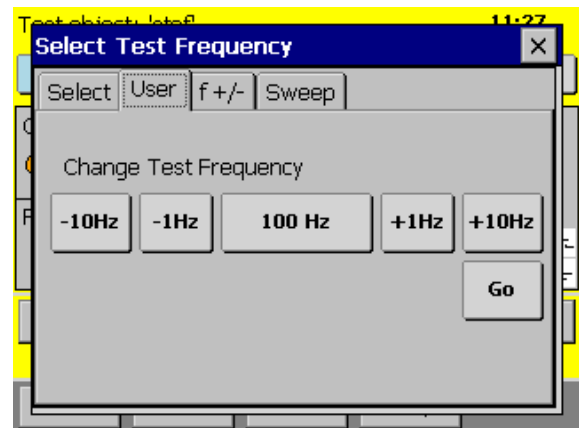 Test object:
11:27
Select Test Frequency
Select User f +/- Sweep
Change Test Frequency
-10Hz -1Hz 100 Hz +1Hz +10Hz
Go